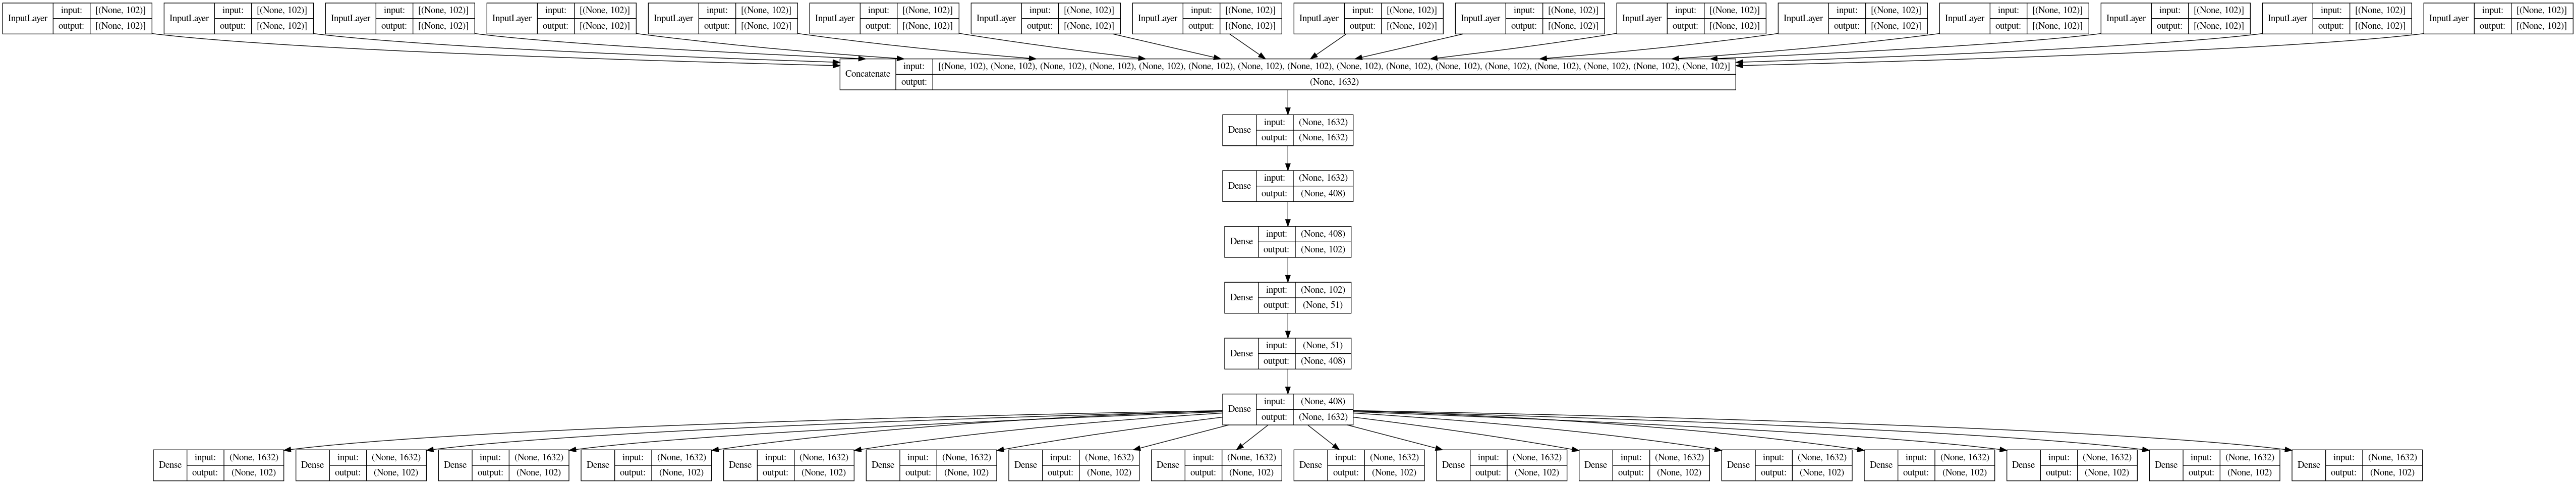 InputLayer input: [(None, 102)]
output: [(None, 102)]
InputLayer input: [(None, 102)]
output: [(None, 102)]
InputLayer input: [(None, 102)]
output: [(None, 102)]
InputLayer input: [(None, 102)]
output: [(None, 102)]
InputLayer input: [(None, 102)]
output: [(None, 102)]
InputLayer input: [(None, 102)]
output: [(None, 102)]
InputLayer input: [(None, 102)]
output: [(None, 102)]
InputLayer input: [(None, 102)]
output: [(None, 102)]
InputLayer input: [(None, 102)]
output: [(None, 102)]
InputLayer input: [(None, 102)]
output: [(None, 102)]
InputLayer input: [(None, 102)]
output: [(None, 102)]
InputLayer input: [(None, 102)]
output: [(None, 102)]
InputLayer input: [(None, 102)]
output: [(None, 102)]
InputLayer input: [(None, 102)]
output: [(None, 102)]
InputLayer input: [(None, 102)]
output: [(None, 102)]
InputLayer input: [(None, 102)]
output: [(None, 102)]
Concatenate input: [(None, 102), (None, 102), (None, 102), (None, 102), (None, 102), (None, 102), (None, 102), (None, 102), (None, 102), (None, 102), (None, 102), (None, 102), (None, 102), (None, 102), (None, 102), (None, 102)]
output: (None, 1632)
Dense input: (None, 1632)
output: (None, 1632)
Dense input: (None, 1632)
output: (None, 408)
Dense input: (None, 408)
output: (None, 102)
Dense input: (None, 102)
output: (None, 51)
Dense input: (None, 51)
output: (None, 408)
Dense input: (None, 408)
output: (None, 1632)
Dense input: (None, 1632)
output: (None, 102)
Dense input: (None, 1632)
output: (None, 102)
Dense input: (None, 1632)
output: (None, 102)
Dense input: (None, 1632)
output: (None, 102)
Dense input: (None, 1632)
output: (None, 102)
Dense input: (None, 1632)
output: (None, 102)
Dense input: (None, 1632)
output: (None, 102)
Dense input: (None, 1632)
output: (None, 102)
Dense input: (None, 1632)
output: (None, 102)
Dense input: (None, 1632)
output: (None, 102)
Dense input: (None, 1632)
output: (None, 102)
Dense input: (None, 1632)
output: (None, 102)
Dense input: (None, 1632)
output: (None, 102)
Dense input: (None, 1632)
output: (None, 102)
Dense input: (None, 1632)
output: (None, 102)
Dense input: (None, 1632)
output: (None, 102)